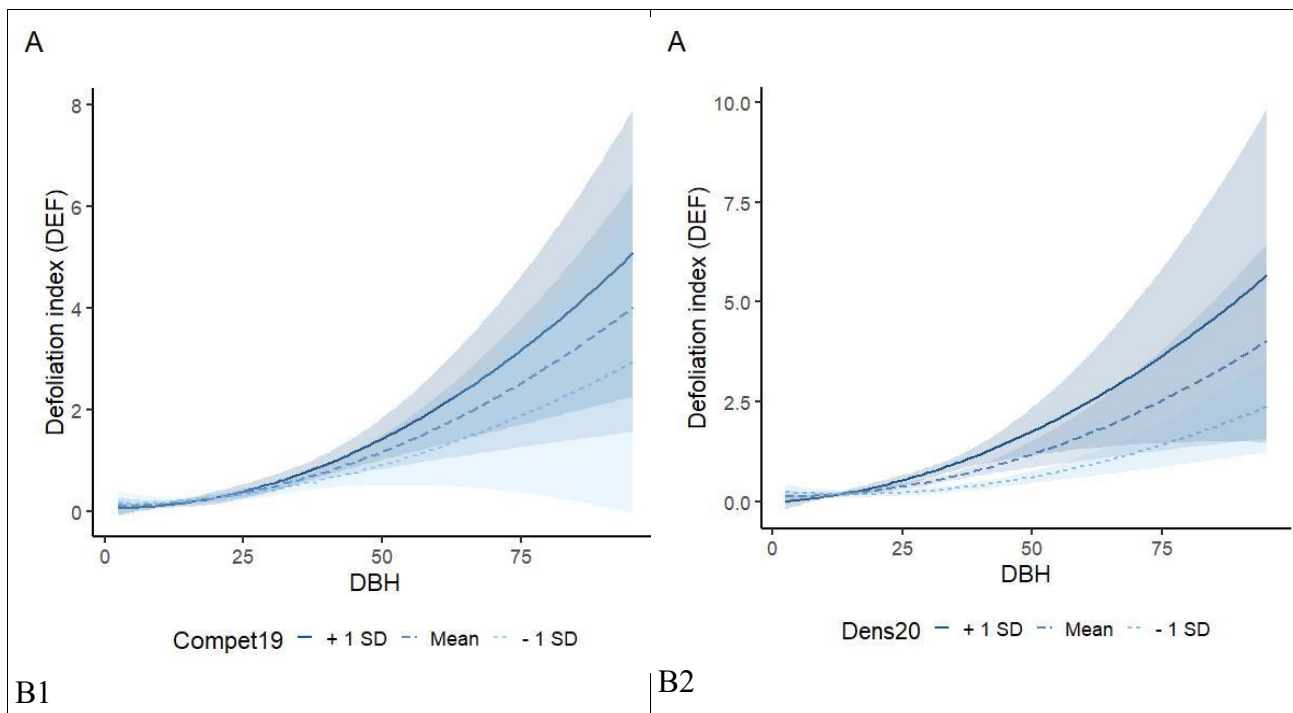 A
8
6
4
2
0
Defoliation index (DEF)
0 25 50 75
DBH
Compet19 + 1 SD Mean - 1 SD
B1
A
10.0
7.5
5.0
2.5
0.0
Defoliation index (DEF)
0 25 50 75
DBH
Dens20 + 1 SD Mean - 1 SD
B2